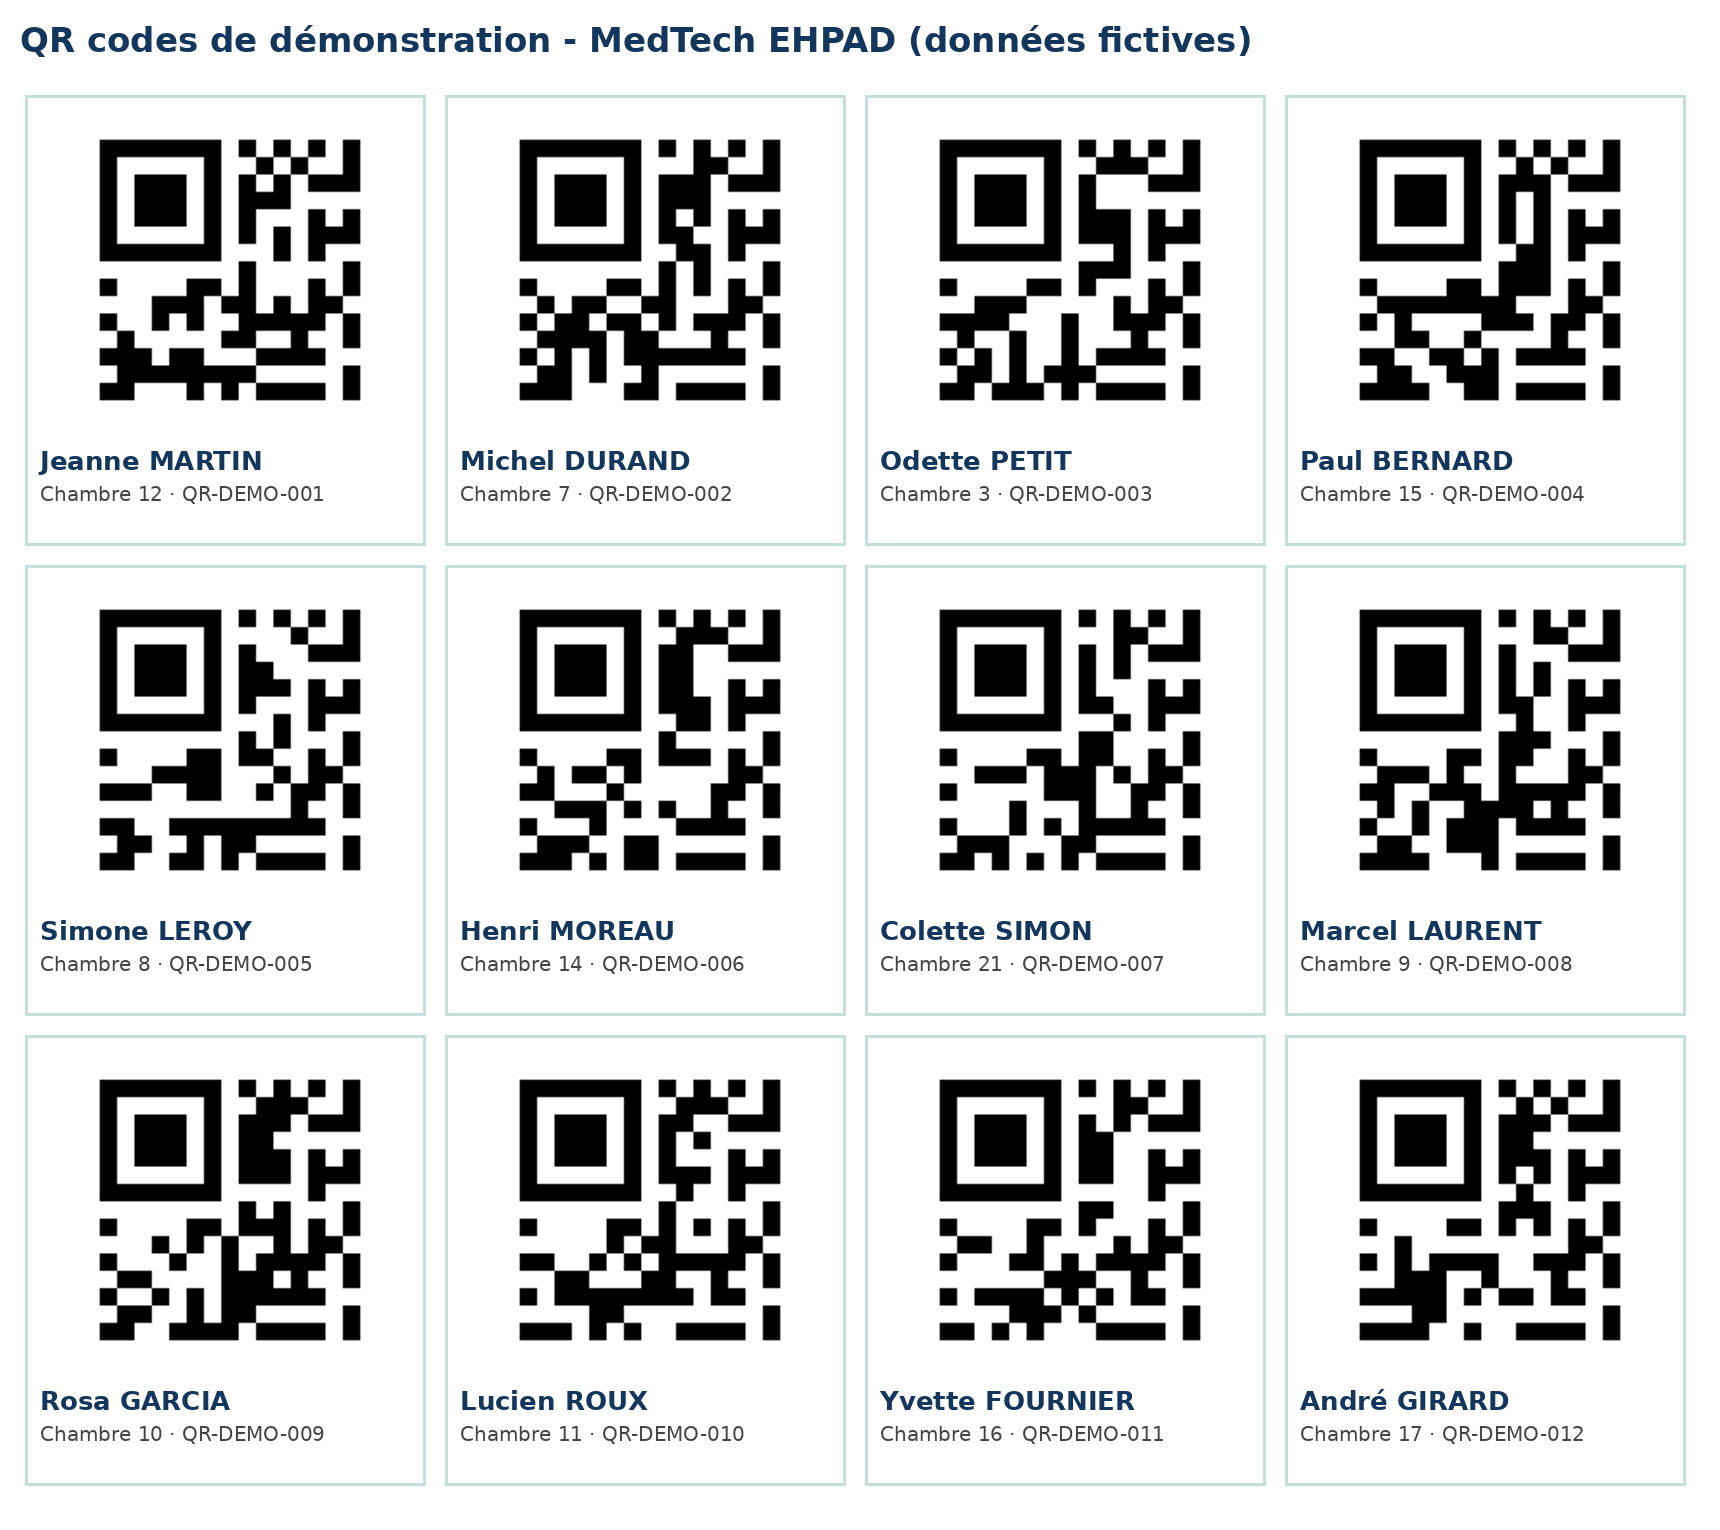 QR codes de démonstration - MedTech EHPAD (données fictives)
Jeanne MARTIN
Chambre 12 · QR-DEMO-001
Michel DURAND
Chambre 7 · QR-DEMO-002
Odette PETIT
Chambre 3 · QR-DEMO-003
Paul BERNARD
Chambre 15 · QR-DEMO-004
Simone LEROY
Chambre 8 · QR-DEMO-005
Henri MOREAU
Chambre 14 · QR-DEMO-006
Colette SIMON
Chambre 21 · QR-DEMO-007
Marcel LAURENT
Chambre 9 · QR-DEMO-008
Rosa GARCIA
Chambre 10 · QR-DEMO-009
Lucien ROUX
Chambre 11 · QR-DEMO-010
Yvette FOURNIER
Chambre 16 · QR-DEMO-011
André GIRARD
Chambre 17 · QR-DEMO-012